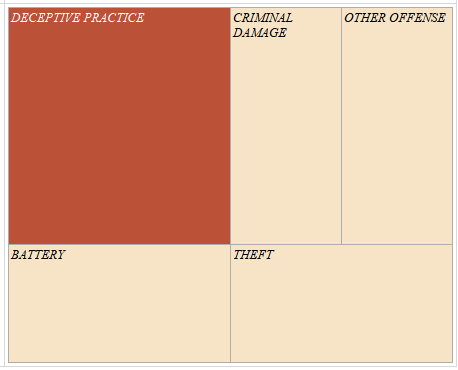 DECEPTIVE PRACTICE
CRIMINAL
DAMAGE
OTHER OFFENSE
BATTERY
THEFT